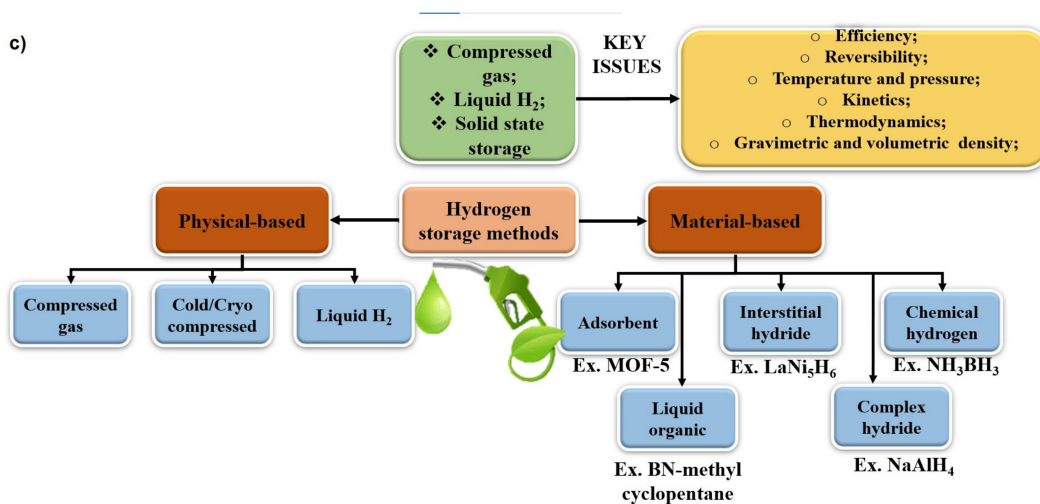 c)
❖ Compressed
gas;
❖ Liquid H₂;
❖ Solid state
storage
KEY
ISSUES
○ Efficiency;
○ Reversibility;
○ Temperature and pressure;
○ Kinetics;
○ Thermodynamics;
○ Gravimetric and volumetric density;
Physical-based
Hydrogen
storage methods
Material-based
Compressed
gas
Cold/Cryo
compressed
Liquid H₂
Adsorbent
Ex. MOF-5
Interstitial
hydride
Ex. LaNi₅H₆
Chemical
hydrogen
Ex. NH₃BH₃
Liquid
organic
Ex. BN-methyl
cyclopentane
Complex
hydride
Ex. NaAlH₄